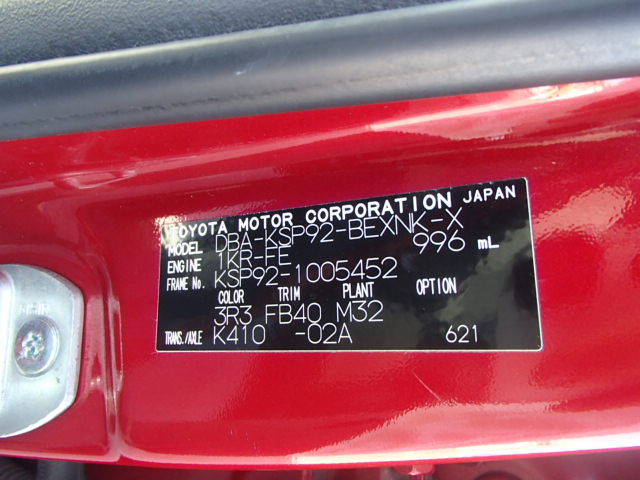 TOYOTA MOTOR CORPORATION JAPAN
MODEL DBA-KSP92-BEXNK-X
ENGINE 1KR-FE 996 mL
FRAME No. KSP92-1005452
COLOR TRIM PLANT OPTION
3R3 FB40 M32
TRANS./AXLE K410 -02A 621